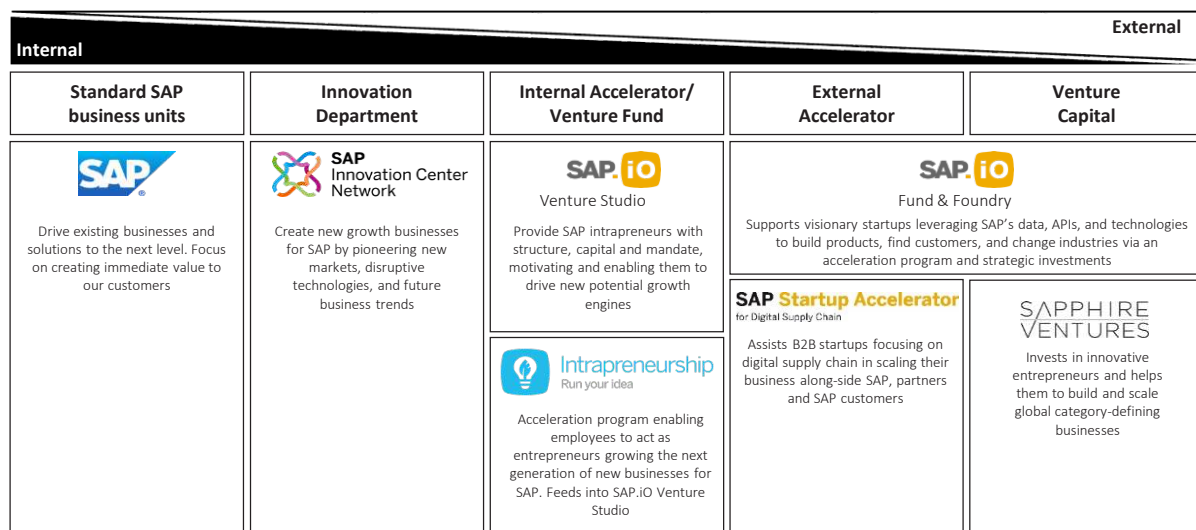 External
Internal
Standard SAP
business units
Innovation
Department
Internal Accelerator/
Venture Fund
External
Accelerator
Venture
Capital
SAP
®
Drive existing businesses and
solutions to the next level. Focus
on creating immediate value to
our customers
SAP
Innovation Center
Network
Create new growth businesses
for SAP by pioneering new
markets, disruptive
technologies, and future
business trends
SAP.iO
Venture Studio
Provide SAP intrapreneurs with
structure, capital and mandate,
motivating and enabling them to
drive new potential growth
engines
Intrapreneurship
Run your idea
Acceleration program enabling
employees to act as
entrepreneurs growing the next
generation of new businesses for
SAP. Feeds into SAP.iO Venture
Studio
SAP.iO
Fund & Foundry
Supports visionary startups leveraging SAP’s data, APIs, and technologies
to build products, find customers, and change industries via an
acceleration program and strategic investments
SAP Startup Accelerator
for Digital Supply Chain
Assists B2B startups focusing on
digital supply chain in scaling their
business along-side SAP, partners
and SAP customers
SAPPHIRE
VENTURES
Invests in innovative
entrepreneurs and helps
them to build and scale
global category-defining
businesses